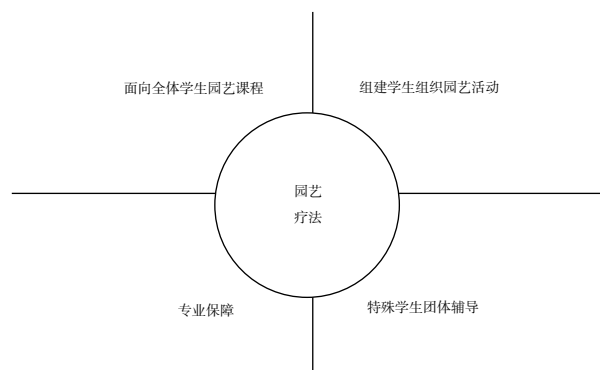 面向全体学生园艺课程
组建学生组织园艺活动
园艺
疗法
专业保障
特殊学生团体辅导